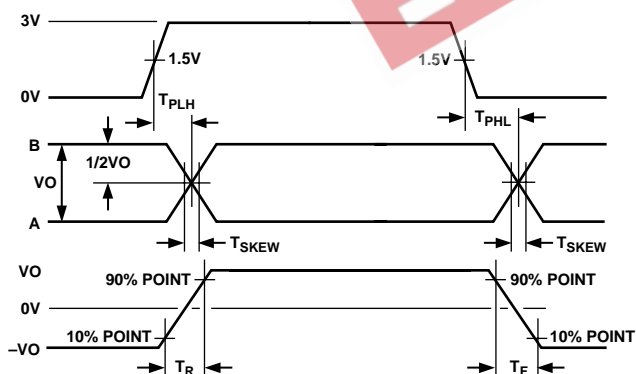 3V
1.5V
1.5V
0V
TPLH
TPHL
B
1/2VO
VO
A
TSKEW
TSKEW
VO
90% POINT
90% POINT
0V
10% POINT
10% POINT
–VO
TR
TF